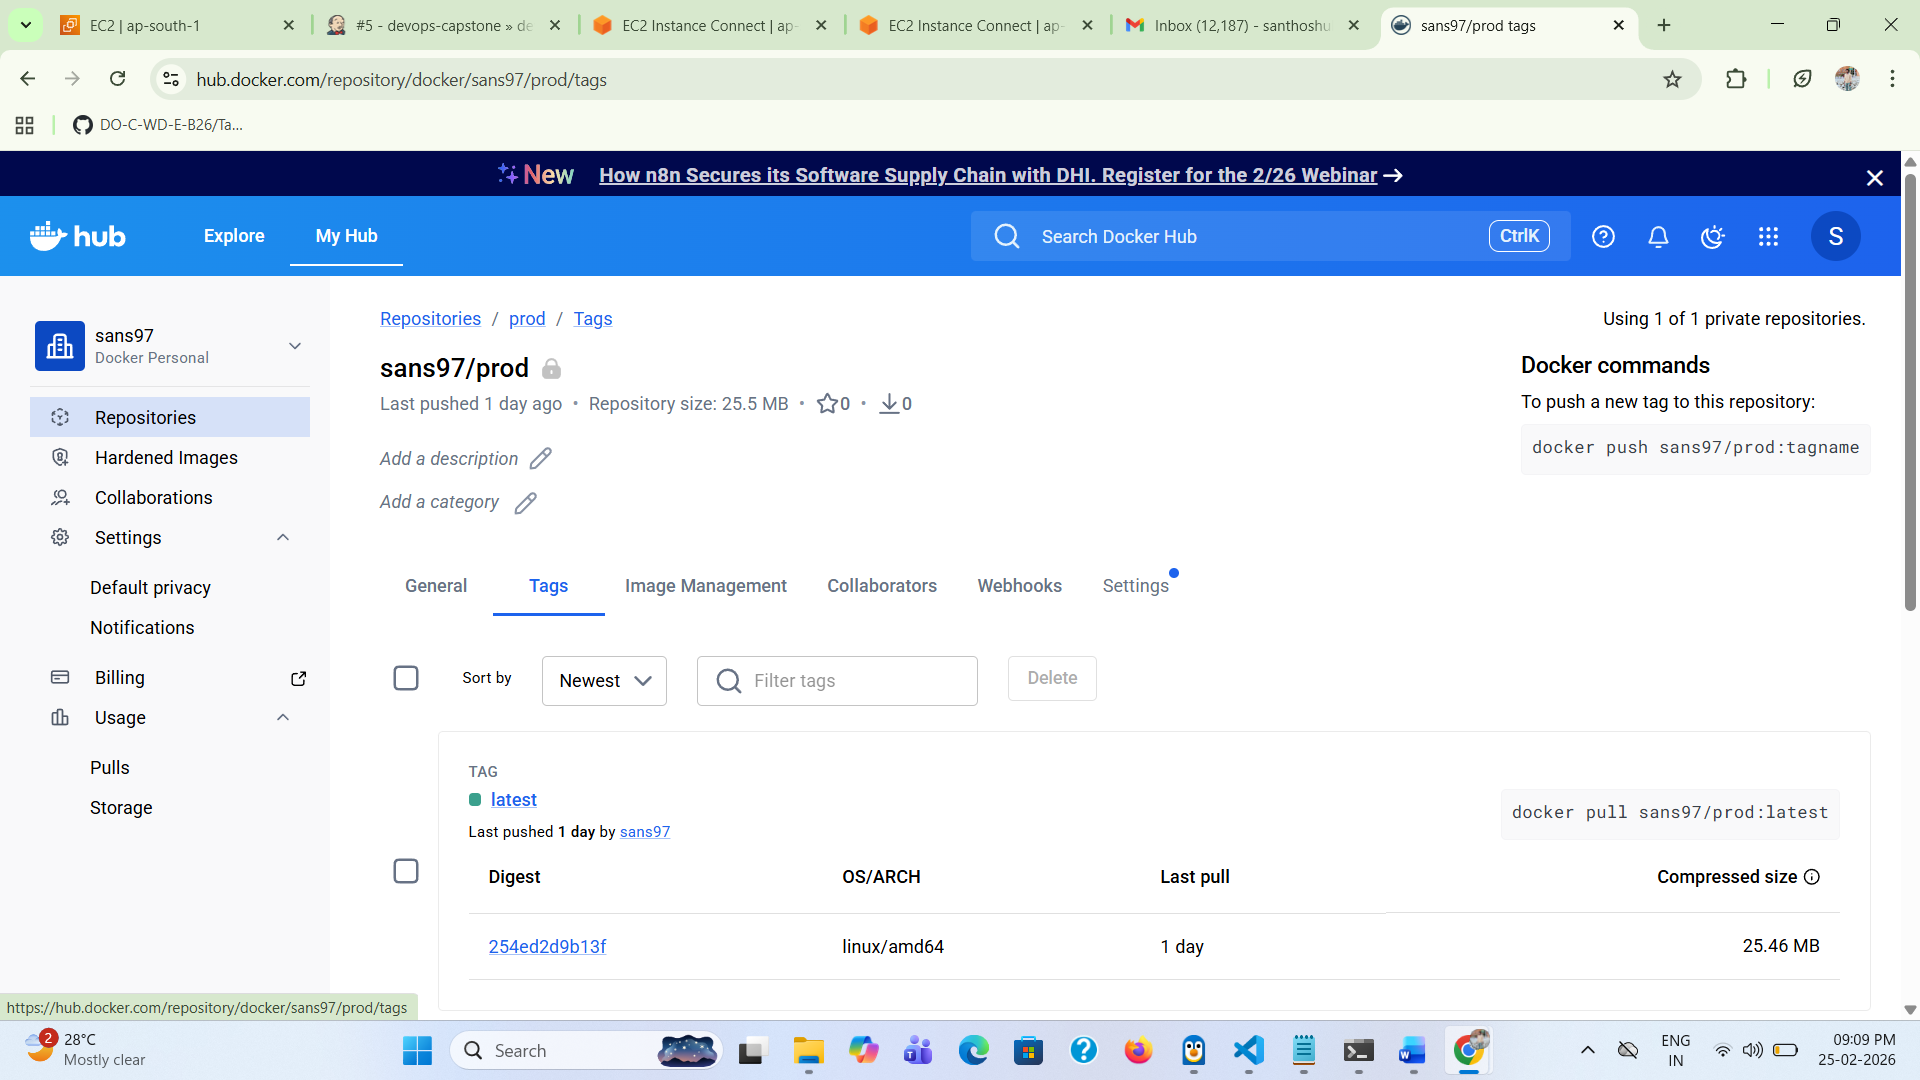 EC2 | ap-south-1
#5 - devops-capstone » de
EC2 Instance Connect | ap-
EC2 Instance Connect | ap-
Inbox (12,187) - santhoshu
sans97/prod tags
hub.docker.com/repository/docker/sans97/prod/tags
DO-C-WD-E-B26/Ta...
New How n8n Secures its Software Supply Chain with DHI. Register for the 2/26 Webinar →
hub
Explore
My Hub
Search Docker Hub
CtrlK
S
sans97
Docker Personal
Repositories
Hardened Images
Collaborations
Settings
Default privacy
Notifications
Billing
Usage
Pulls
Storage
Repositories / prod / Tags
Using 1 of 1 private repositories.
sans97/prod
Last pushed 1 day ago • Repository size: 25.5 MB • 0 • 0
Add a description
Add a category
Docker commands
To push a new tag to this repository:
docker push sans97/prod:tagname
General
Tags
Image Management
Collaborators
Webhooks
Settings
Sort by
Newest
Filter tags
Delete
TAG
latest
Last pushed 1 day by sans97
docker pull sans97/prod:latest
Digest
OS/ARCH
Last pull
Compressed size
254ed2d9b13f
linux/amd64
1 day
25.46 MB
https://hub.docker.com/repository/docker/sans97/prod/tags
2
28°C
Mostly clear
Search
ENG
IN
09:09 PM
25-02-2026